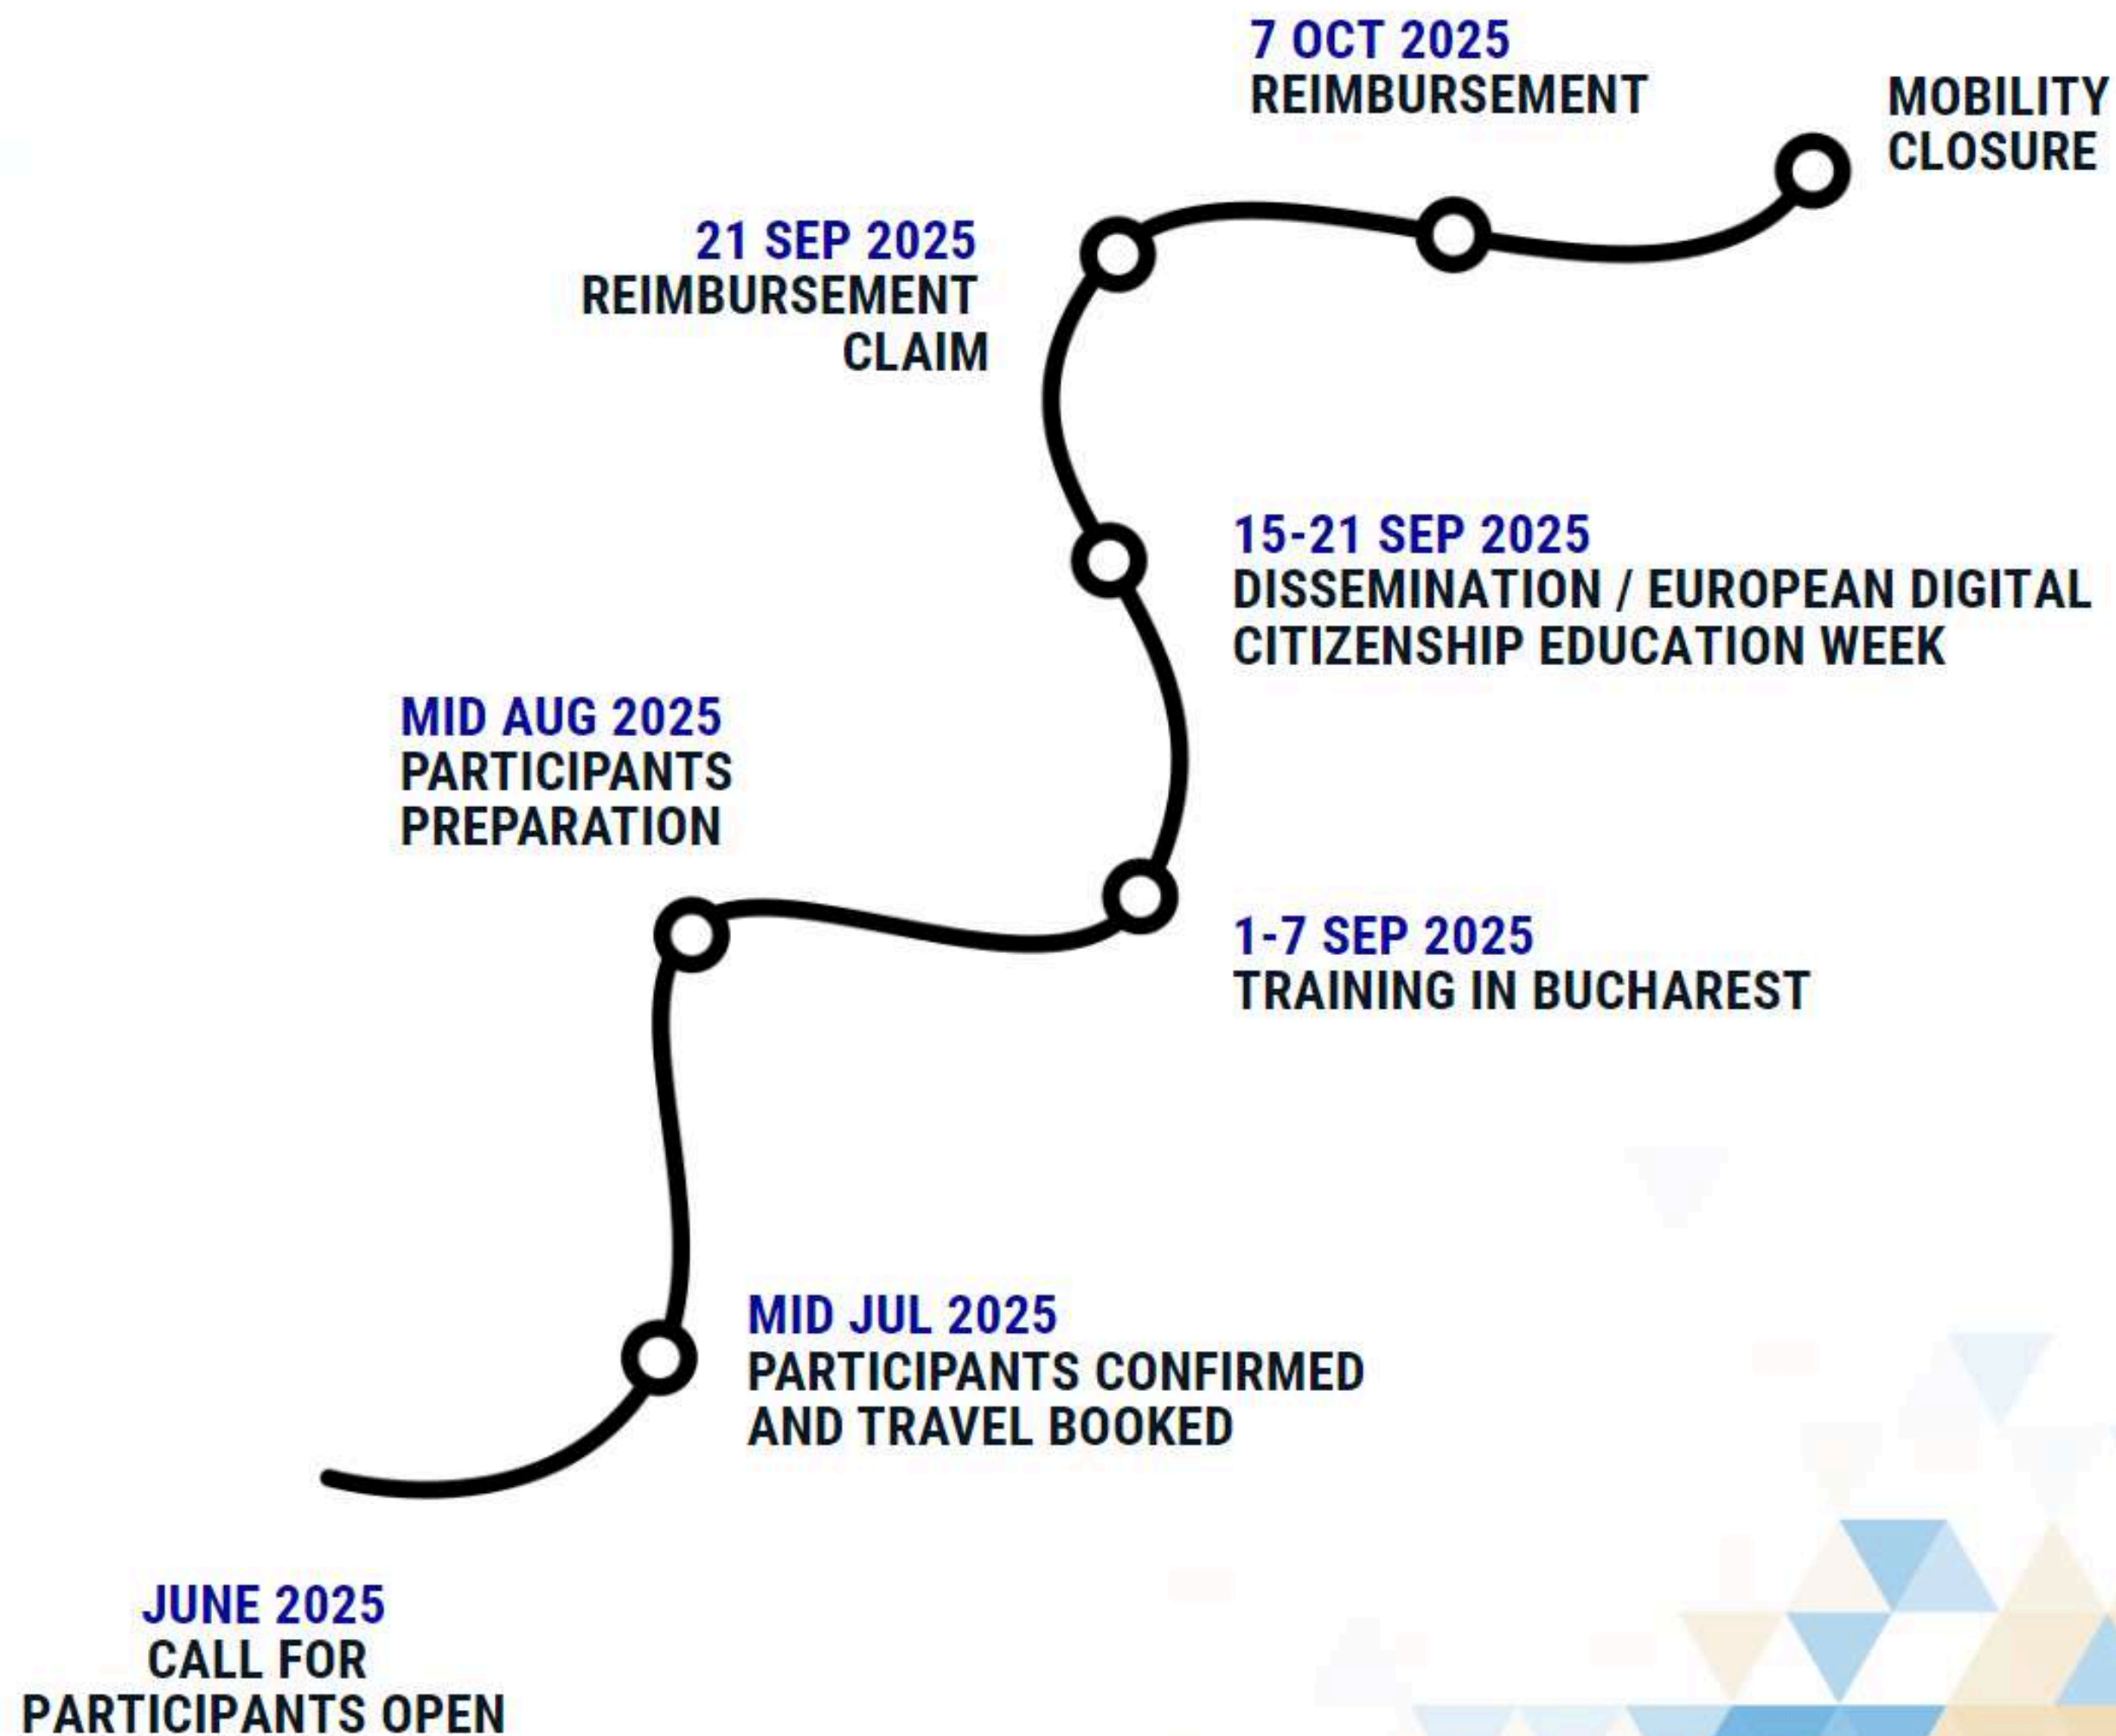 7 OCT 2025
REIMBURSEMENT
MOBILITY
CLOSURE
21 SEP 2025
REIMBURSEMENT
CLAIM
15-21 SEP 2025
DISSEMINATION / EUROPEAN DIGITAL
CITIZENSHIP EDUCATION WEEK
MID AUG 2025
PARTICIPANTS
PREPARATION
1-7 SEP 2025
TRAINING IN BUCHAREST
MID JUL 2025
PARTICIPANTS CONFIRMED
AND TRAVEL BOOKED
JUNE 2025
CALL FOR
PARTICIPANTS OPEN